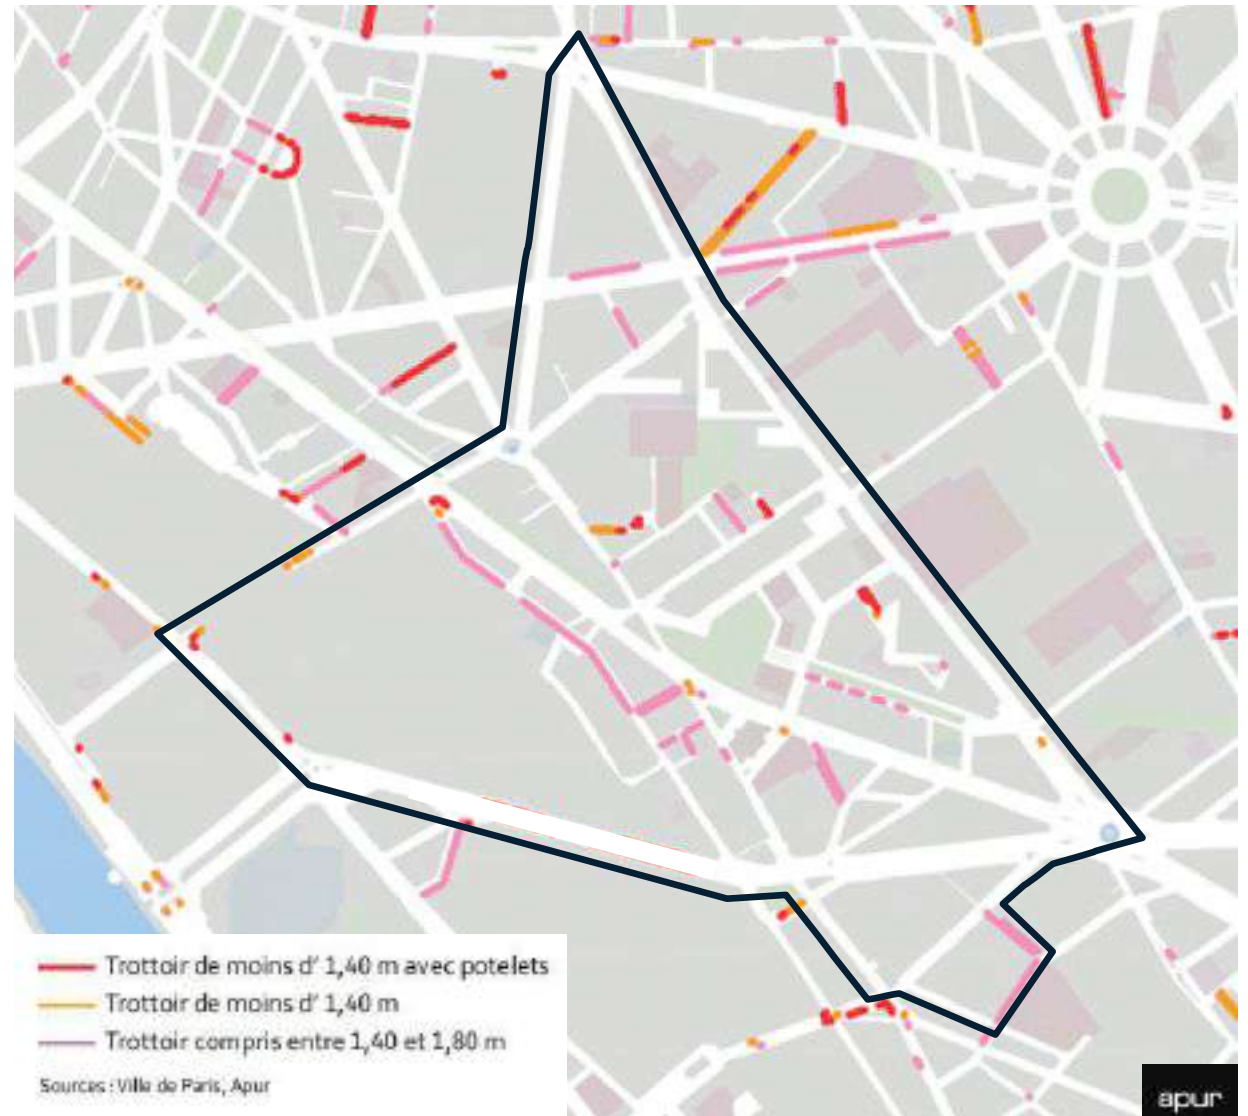 Trottoir de moins d' 1,40 m avec potelets
Trottoir de moins d' 1,40 m
Trottoir compris entre 1,40 et 1,80 m
Sources : Ville de Paris, Apur
apur